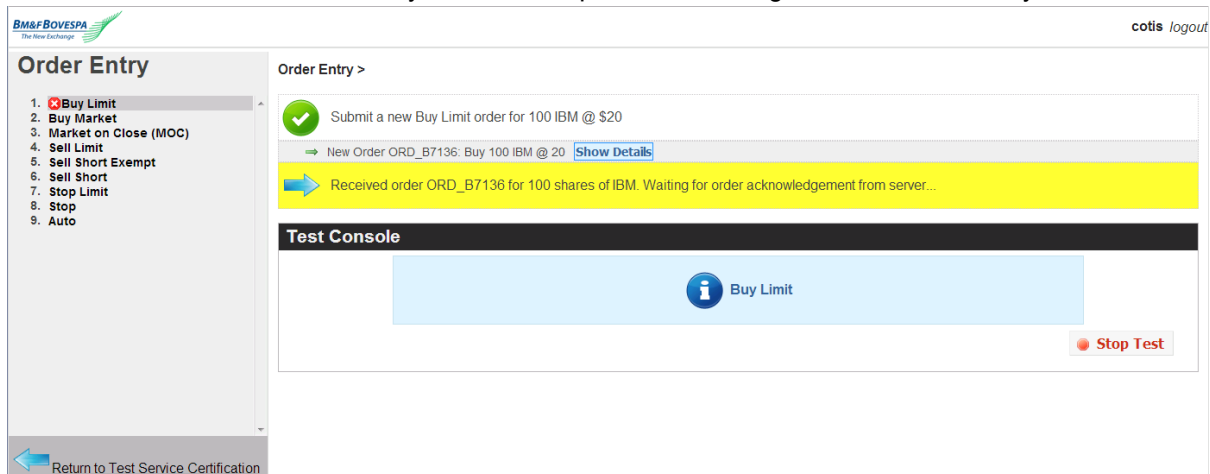 BM&FBOVESPA
The New Exchange
cotis logout
Order Entry
1. Buy Limit
2. Buy Market
3. Market on Close (MOC)
4. Sell Limit
5. Sell Short Exempt
6. Sell Short
7. Stop Limit
8. Stop
9. Auto
Return to Test Service Certification
Order Entry >
Submit a new Buy Limit order for 100 IBM @ $20
New Order ORD_B7136: Buy 100 IBM @ 20 Show Details
Received order ORD_B7136 for 100 shares of IBM. Waiting for order acknowledgement from server...
Test Console
Buy Limit
Stop Test